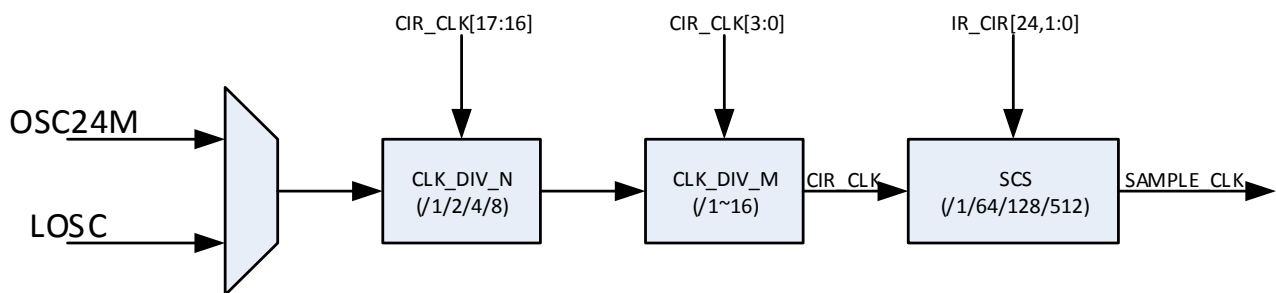 CIR_CLK[17:16]
CIR_CLK[3:0]
IR_CIR[24,1:0]
OSC24M
LOSC
CLK_DIV_N
(/1/2/4/8)
CLK_DIV_M
(/1~16)
CIR_CLK
SCS
(/1/64/128/512)
SAMPLE_CLK